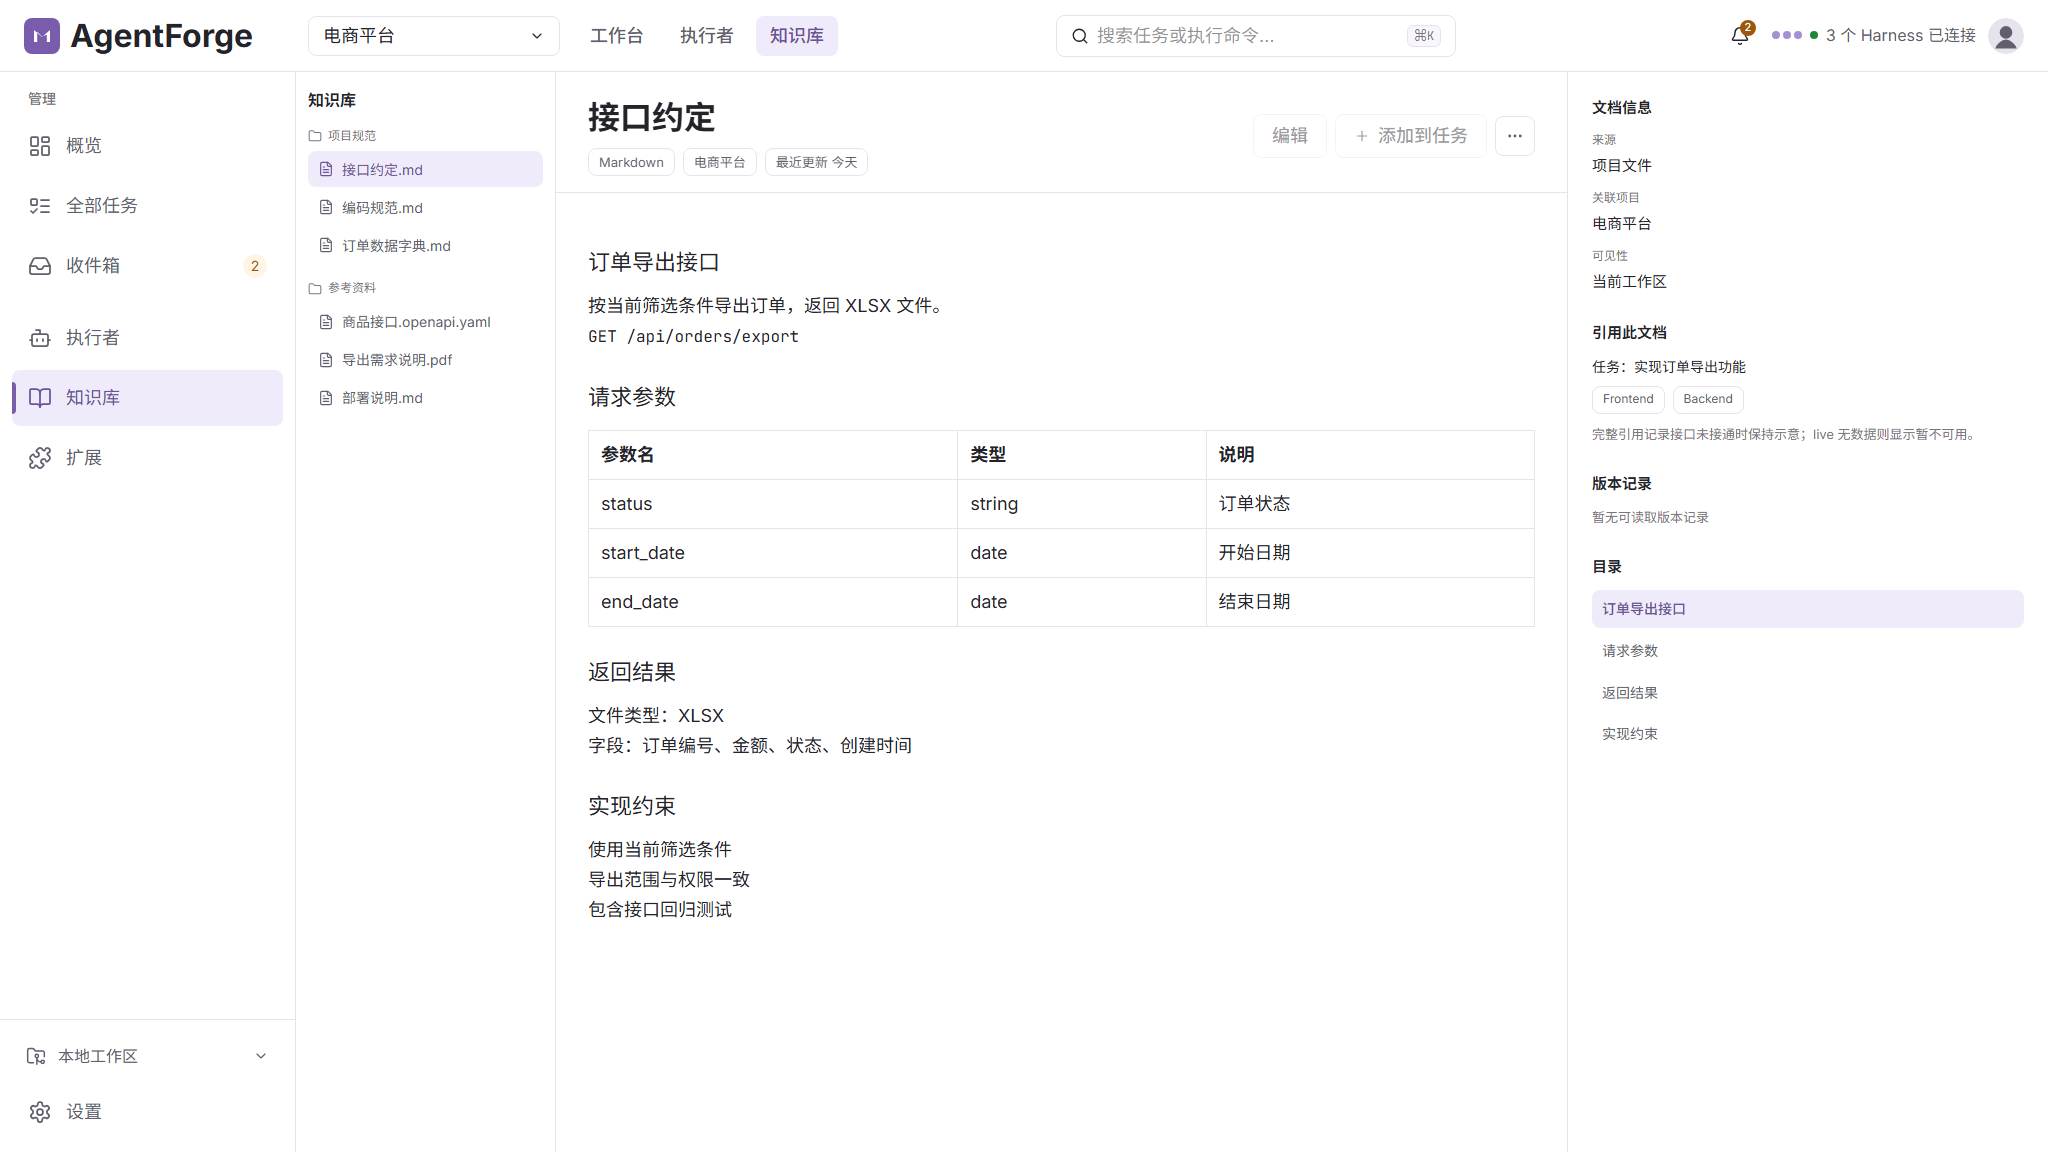 AgentForge
电商平台
工作台
执行者
知识库
搜索任务或执行命令...
⌘K
2
3 个 Harness 已连接
管理
概览
全部任务
收件箱
2
执行者
知识库
扩展
本地工作区
设置
知识库
项目规范
接口约定.md
编码规范.md
订单数据字典.md
参考资料
商品接口.openapi.yaml
导出需求说明.pdf
部署说明.md
接口约定
Markdown
电商平台
最近更新 今天
编辑
+ 添加到任务
···
订单导出接口
按当前筛选条件导出订单，返回 XLSX 文件。
GET /api/orders/export
请求参数
参数名 类型 说明
status string 订单状态
start_date date 开始日期
end_date date 结束日期
返回结果
文件类型：XLSX
字段：订单编号、金额、状态、创建时间
实现约束
使用当前筛选条件
导出范围与权限一致
包含接口回归测试
文档信息
来源
项目文件
关联项目
电商平台
可见性
当前工作区
引用此文档
任务：实现订单导出功能
Frontend
Backend
完整引用记录接口未接通时保持示意；live 无数据则显示暂不可用。
版本记录
暂无可读取版本记录
目录
订单导出接口
请求参数
返回结果
实现约束